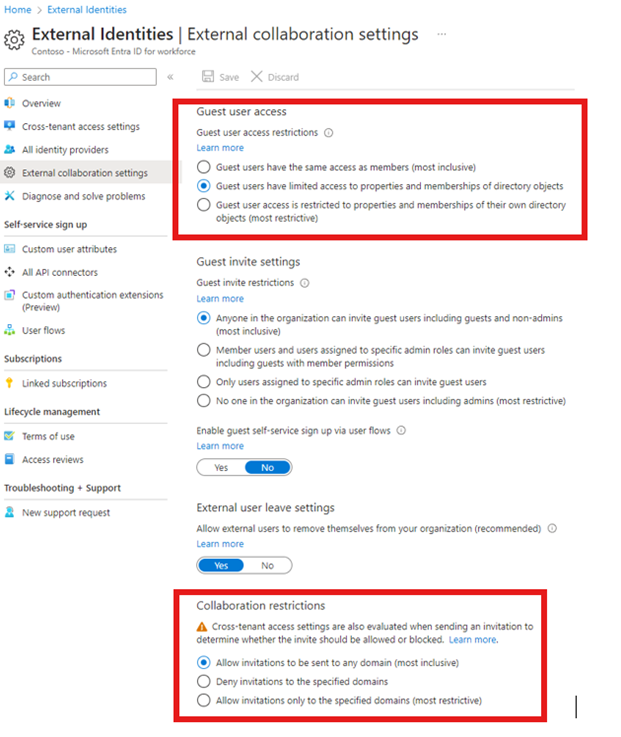 Home > External Identities
External Identities | External collaboration settings ...
Contoso - Microsoft Entra ID for workforce
Search «
Overview
Cross-tenant access settings
All identity providers
External collaboration settings
Diagnose and solve problems
Self-service sign up
Custom user attributes
All API connectors
Custom authentication extensions
(Preview)
User flows
Subscriptions
Linked subscriptions
Lifecycle management
Terms of use
Access reviews
Troubleshooting + Support
New support request
Save Discard
Guest user access
Guest user access restrictions
Learn more
Guest users have the same access as members (most inclusive)
Guest users have limited access to properties and memberships of directory objects
Guest user access is restricted to properties and memberships of their own directory
objects (most restrictive)
Guest invite settings
Guest invite restrictions
Learn more
Anyone in the organization can invite guest users including guests and non-admins
(most inclusive)
Member users and users assigned to specific admin roles can invite guest users
including guests with member permissions
Only users assigned to specific admin roles can invite guest users
No one in the organization can invite guest users including admins (most restrictive)
Enable guest self-service sign up via user flows
Learn more
Yes No
External user leave settings
Allow external users to remove themselves from your organization (recommended)
Learn more
Yes No
Collaboration restrictions
Cross-tenant access settings are also evaluated when sending an invitation to
determine whether the invite should be allowed or blocked. Learn more.
Allow invitations to be sent to any domain (most inclusive)
Deny invitations to the specified domains
Allow invitations only to the specified domains (most restrictive)